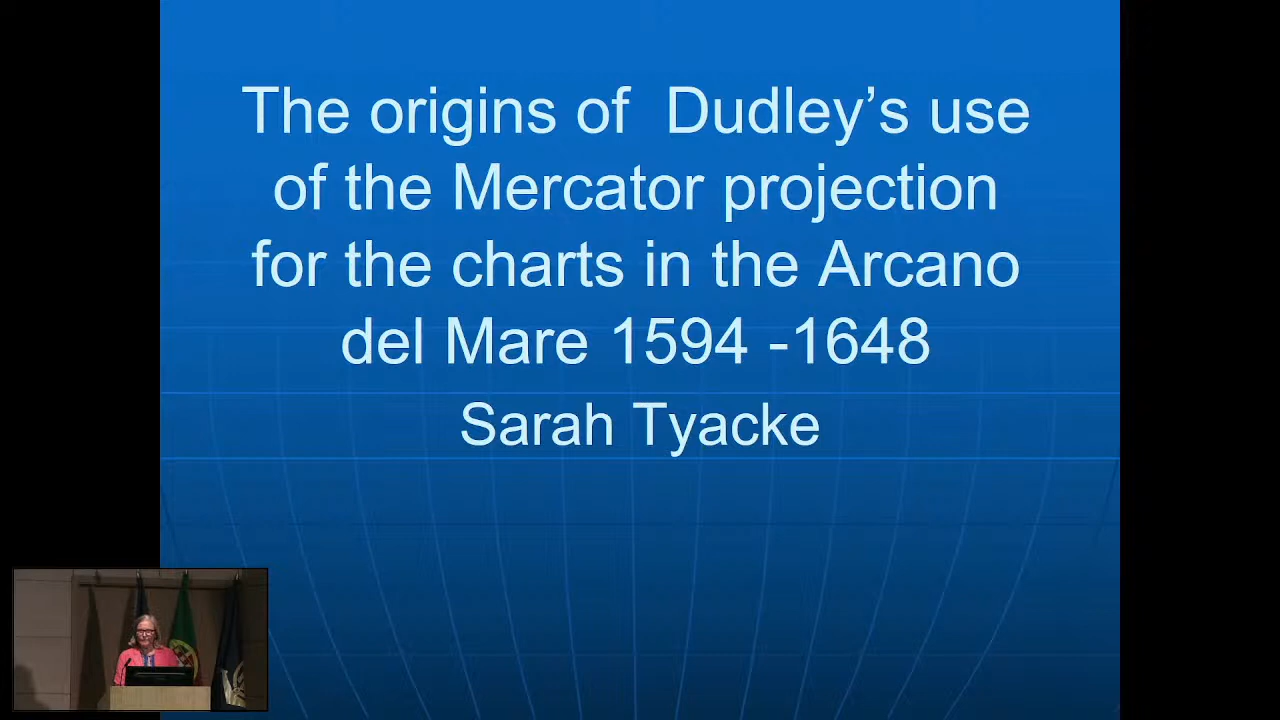 The origins of  Dudley’s use
of the Mercator projection
for the charts in the Arcano
del Mare 1594 -1648
Sarah Tyacke